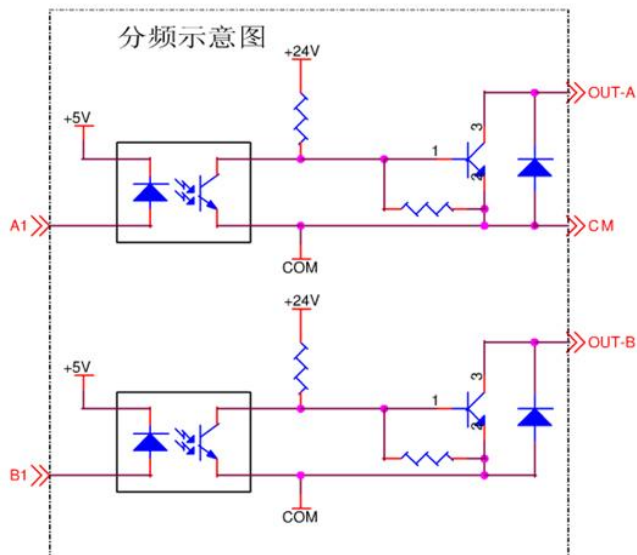 分频示意图
+24V
OUT-A
+5V
3
1
2
A1
CM
COM
+24V
OUT-B
+5V
3
1
2
B1
COM